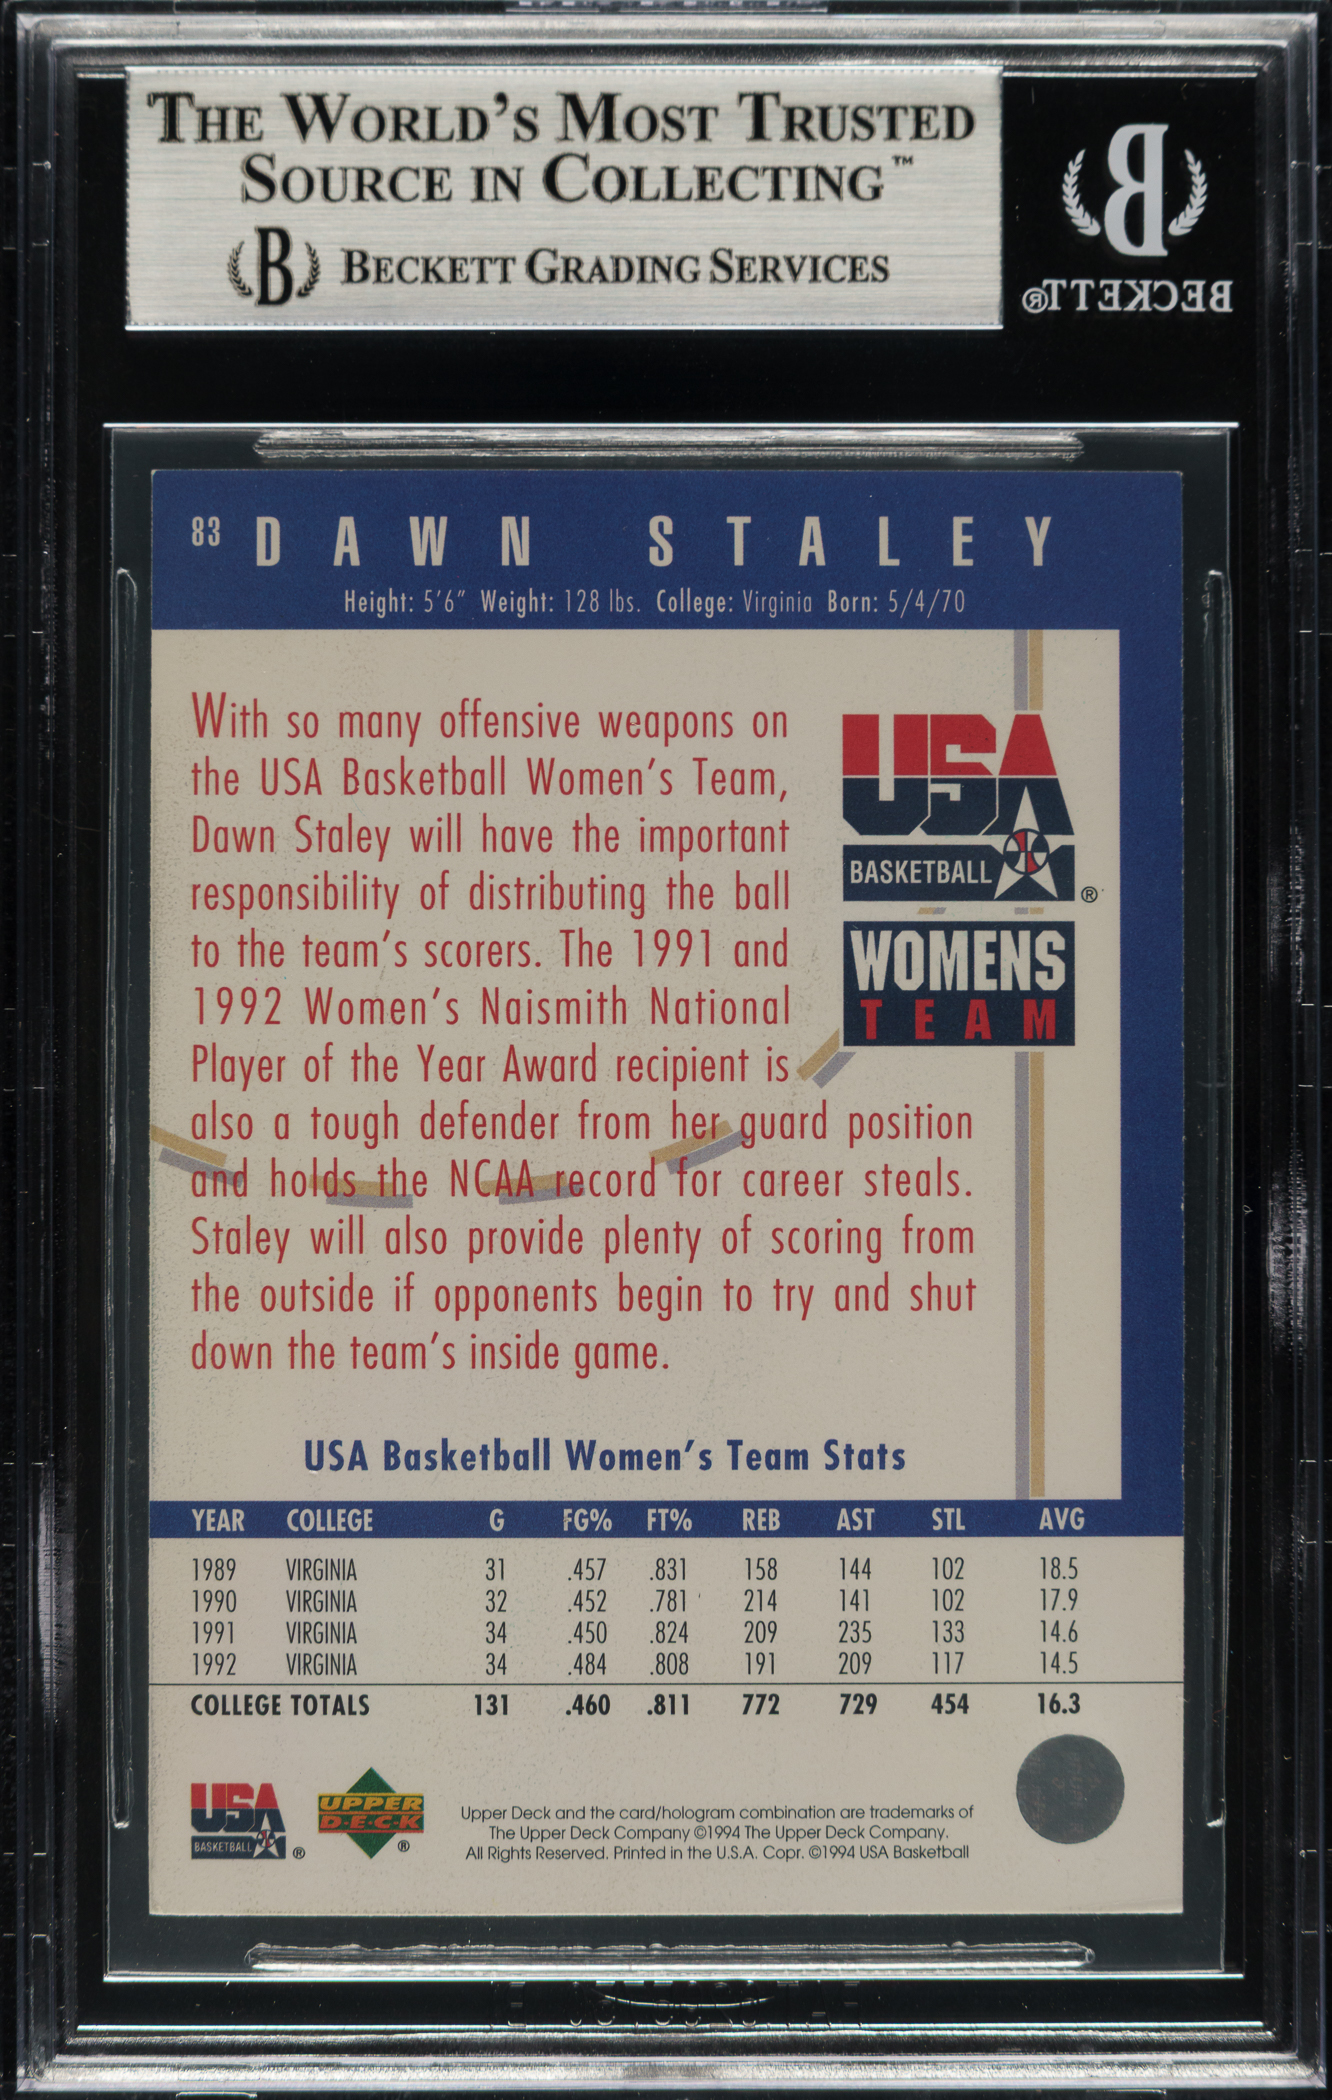 THE WORLD'S MOST TRUSTED
SOURCE IN COLLECTING™
B BECKETT GRADING SERVICES
B
BECKETT®
83 DAWN STALEY
Height: 5'6" Weight: 128 lbs. College: Virginia Born: 5/4/70
With so many offensive weapons on
the USA Basketball Women's Team,
Dawn Staley will have the important
responsibility of distributing the ball
to the team's scorers. The 1991 and
1992 Women's Naismith National
Player of the Year Award recipient is
also a tough defender from her guard position
and holds the NCAA record for career steals.
Staley will also provide plenty of scoring from
the outside if opponents begin to try and shut
down the team's inside game.
USA
BASKETBALL ®
WOMENS
TEAM
USA Basketball Women's Team Stats
YEAR COLLEGE G FG% FT% REB AST STL AVG
1989 VIRGINIA 31 .457 .831 158 144 102 18.5
1990 VIRGINIA 32 .452 .781 214 141 102 17.9
1991 VIRGINIA 34 .450 .824 209 235 133 14.6
1992 VIRGINIA 34 .484 .808 191 209 117 14.5
COLLEGE TOTALS 131 .460 .811 772 729 454 16.3
USA
BASKETBALL ®
UPPER
D·E·C·K ®
Upper Deck and the card/hologram combination are trademarks of
The Upper Deck Company ©1994 The Upper Deck Company.
All Rights Reserved. Printed in the U.S.A. Copr. ©1994 USA Basketball